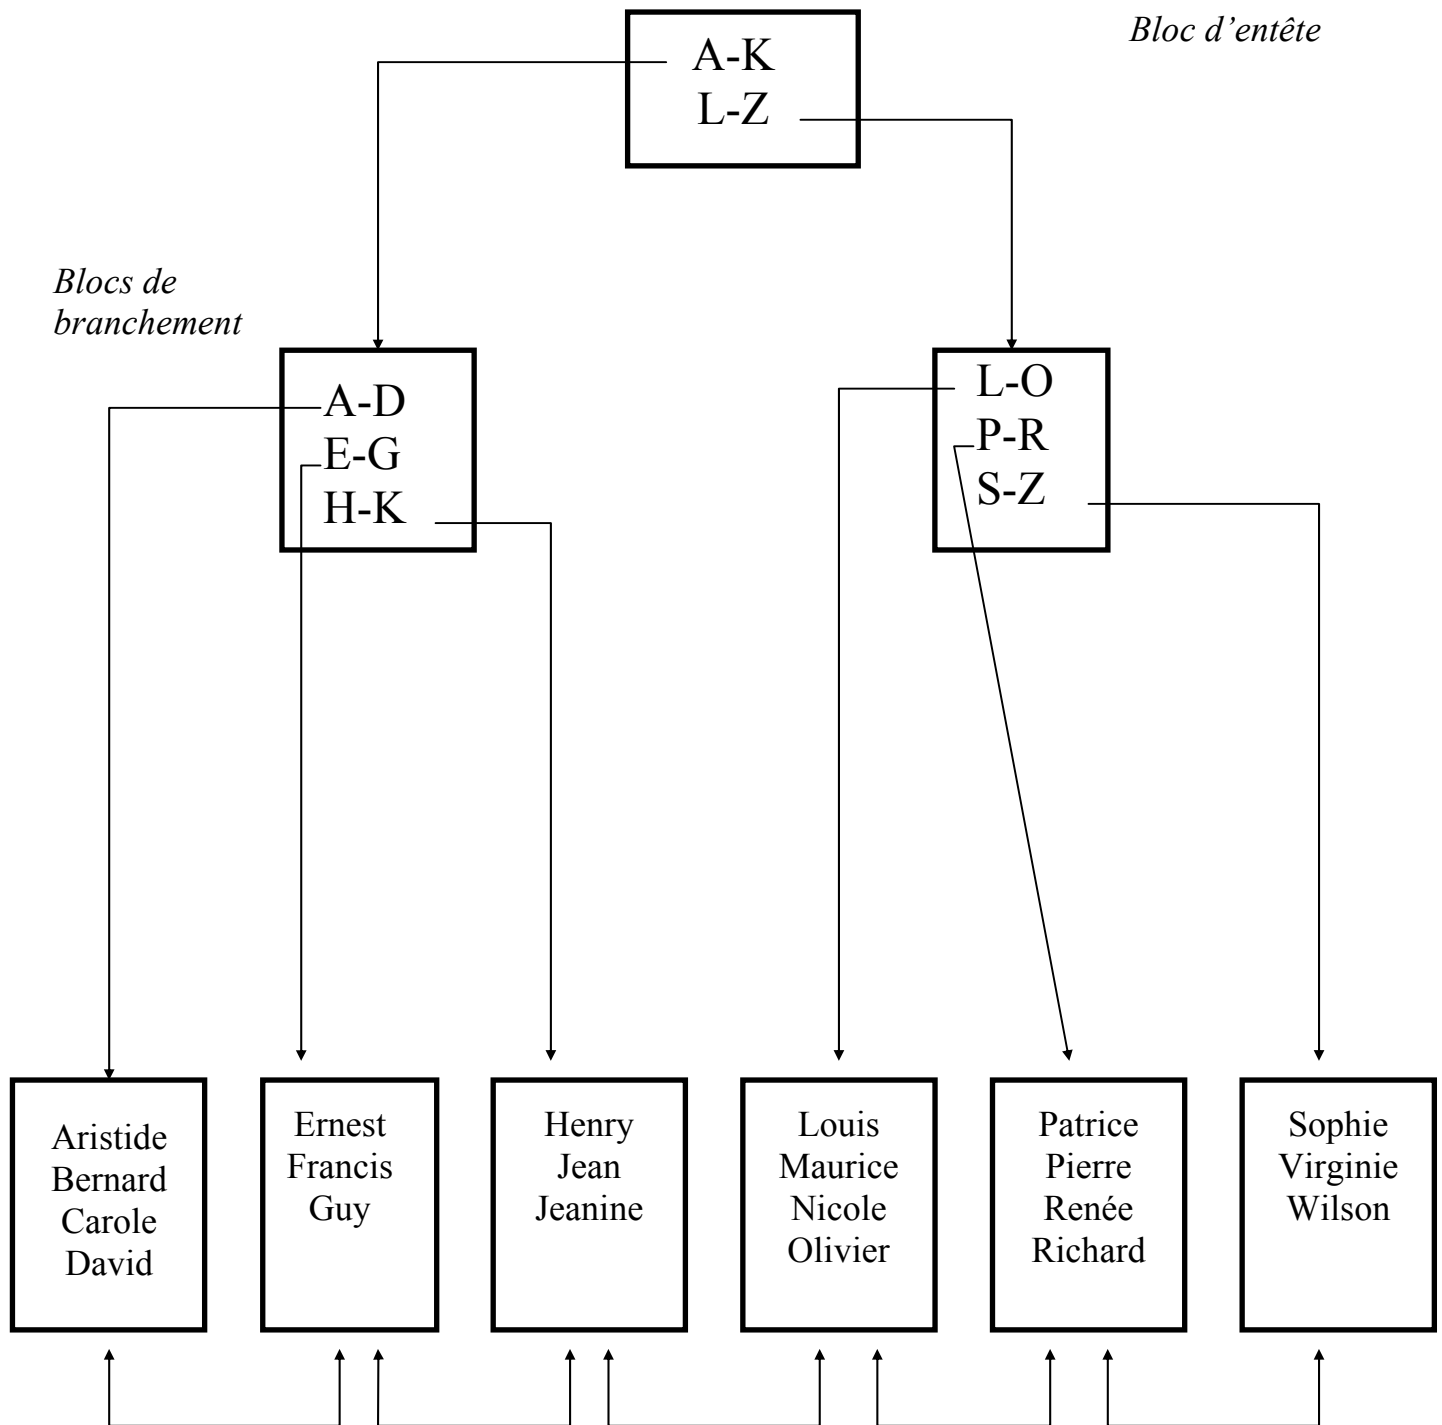 Bloc d’entête
A-K
L-Z
Blocs de
branchement
A-D
E-G
H-K
L-O
P-R
S-Z
Aristide
Bernard
Carole
David
Ernest
Francis
Guy
Henry
Jean
Jeanine
Louis
Maurice
Nicole
Olivier
Patrice
Pierre
Renée
Richard
Sophie
Virginie
Wilson